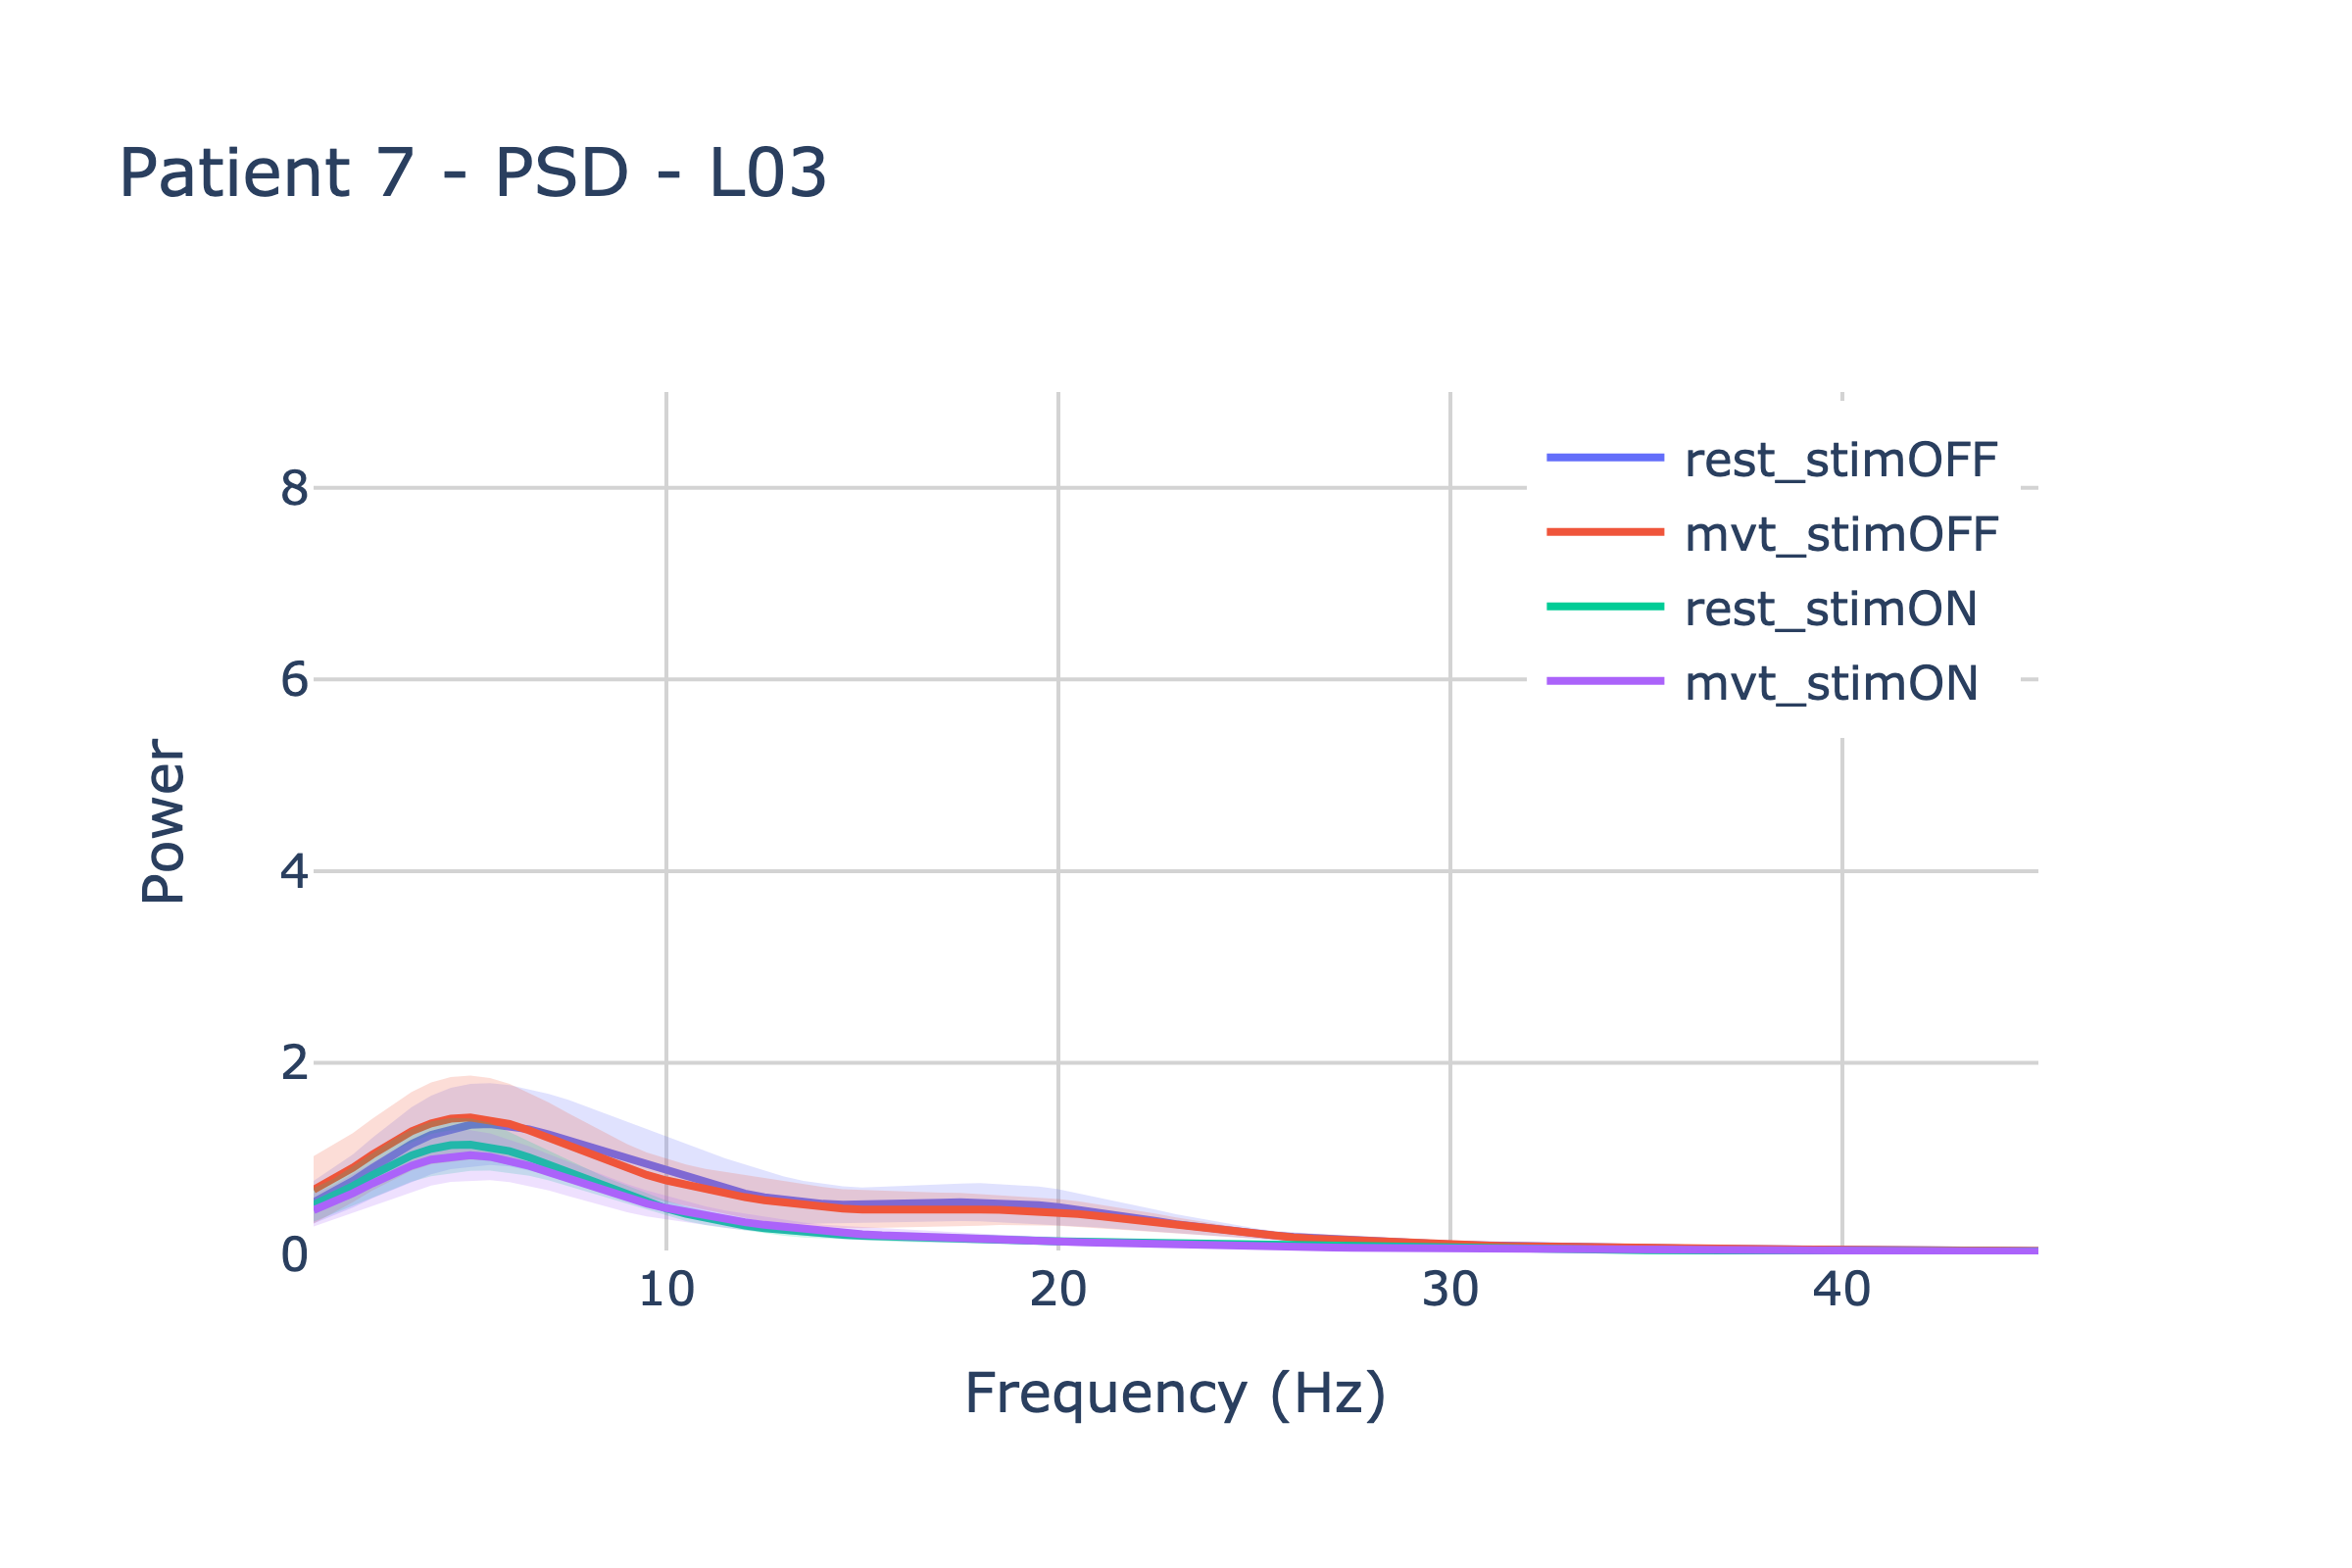 Patient 7 - PSD - L03
rest_stimOFF
mvt_stimOFF
rest_stimON
mvt_stimON
Power
8
6
4
2
0
10 20 30 40
Frequency (Hz)